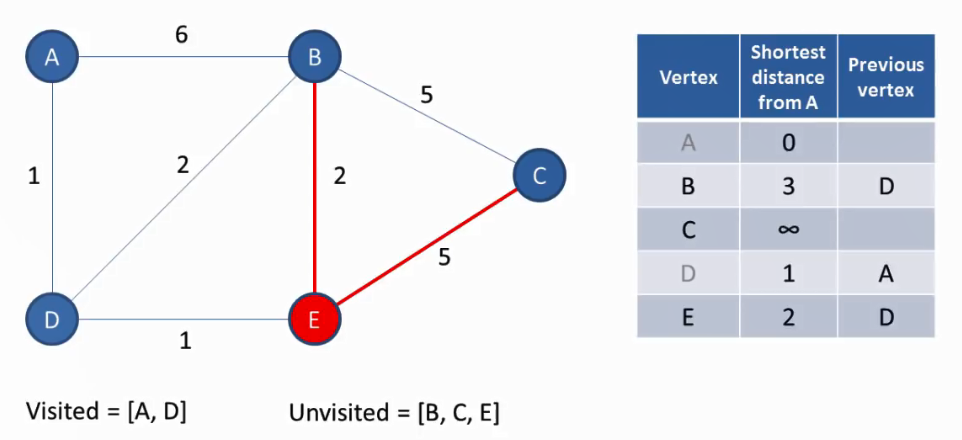 6
A
B
5
2
1
2
C
5
D
E
1
Vertex
Shortest
distance
from A
Previous
vertex
A 0
B 3 D
C ∞
D 1 A
E 2 D
Visited = [A, D]
Unvisited = [B, C, E]